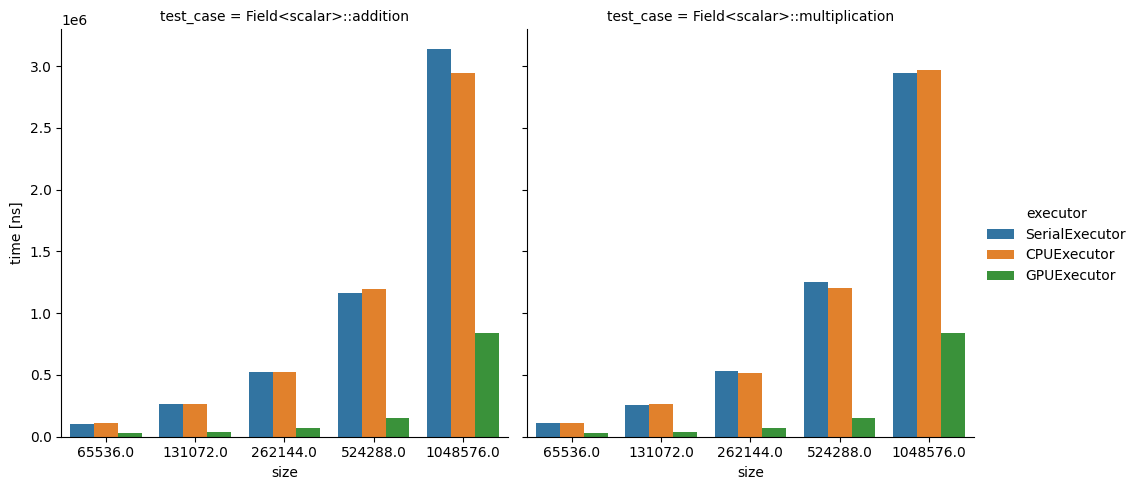 test_case = Field<scalar>::addition
test_case = Field<scalar>::multiplication
1e6
3.0
2.5
2.0
1.5
1.0
0.5
0.0
time [ns]
65536.0 131072.0 262144.0 524288.0 1048576.0
size
65536.0 131072.0 262144.0 524288.0 1048576.0
size
executor
SerialExecutor
CPUExecutor
GPUExecutor